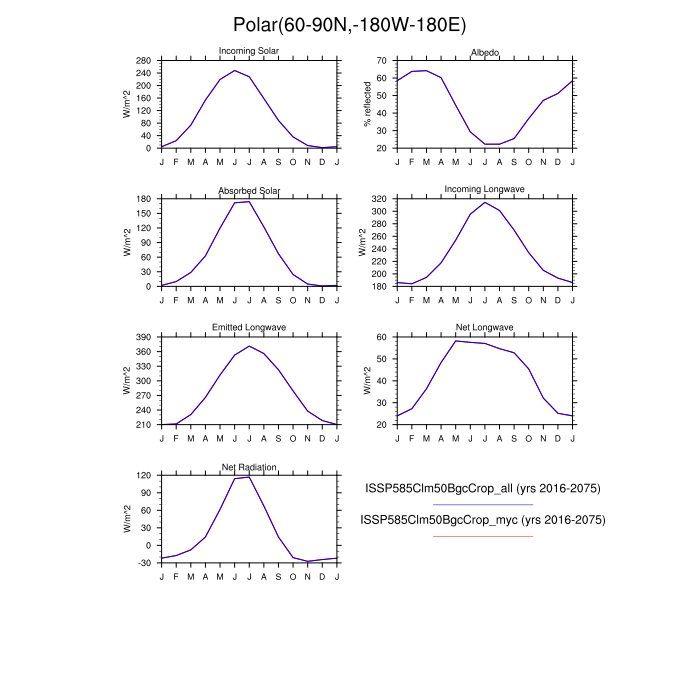 Polar(60-90N,-180W-180E)
Incoming Solar
W/m^2
280
240
200
160
120
80
40
0
J F M A M J J A S O N D J
Albedo
% reflected
70
60
50
40
30
20
J F M A M J J A S O N D J
Absorbed Solar
W/m^2
180
150
120
90
60
30
0
J F M A M J J A S O N D J
Incoming Longwave
W/m^2
320
300
280
260
240
220
200
180
J F M A M J J A S O N D J
Emitted Longwave
W/m^2
390
360
330
300
270
240
210
J F M A M J J A S O N D J
Net Longwave
W/m^2
60
50
40
30
20
J F M A M J J A S O N D J
Net Radiation
W/m^2
120
90
60
30
0
-30
J F M A M J J A S O N D J
ISSP585Clm50BgcCrop_all (yrs 2016-2075)
ISSP585Clm50BgcCrop_myc (yrs 2016-2075)